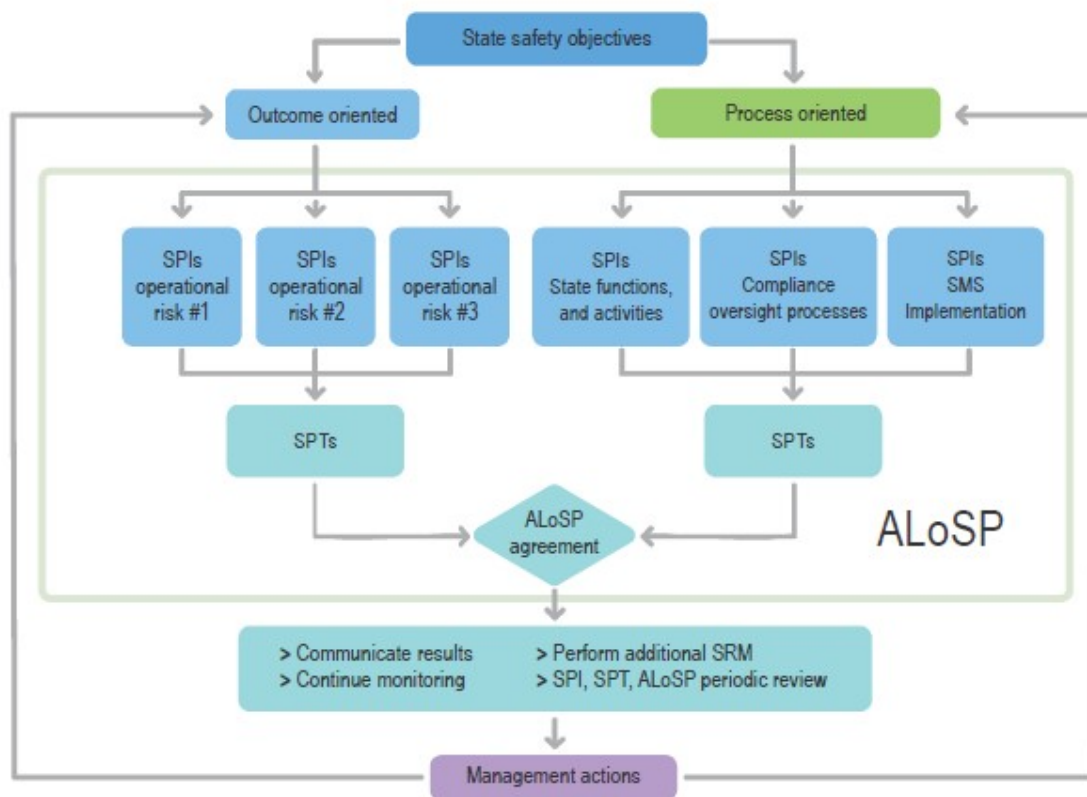 State safety objectives
Outcome oriented
Process oriented
SPIs
operational
risk #1
SPIs
operational
risk #2
SPIs
operational
risk #3
SPIs
State functions,
and activities
SPIs
Compliance
oversight processes
SPIs
SMS
Implementation
SPTs
SPTs
ALoSP
agreement
ALoSP
> Communicate results
> Continue monitoring
> Perform additional SRM
> SPI, SPT, ALoSP periodic review
Management actions